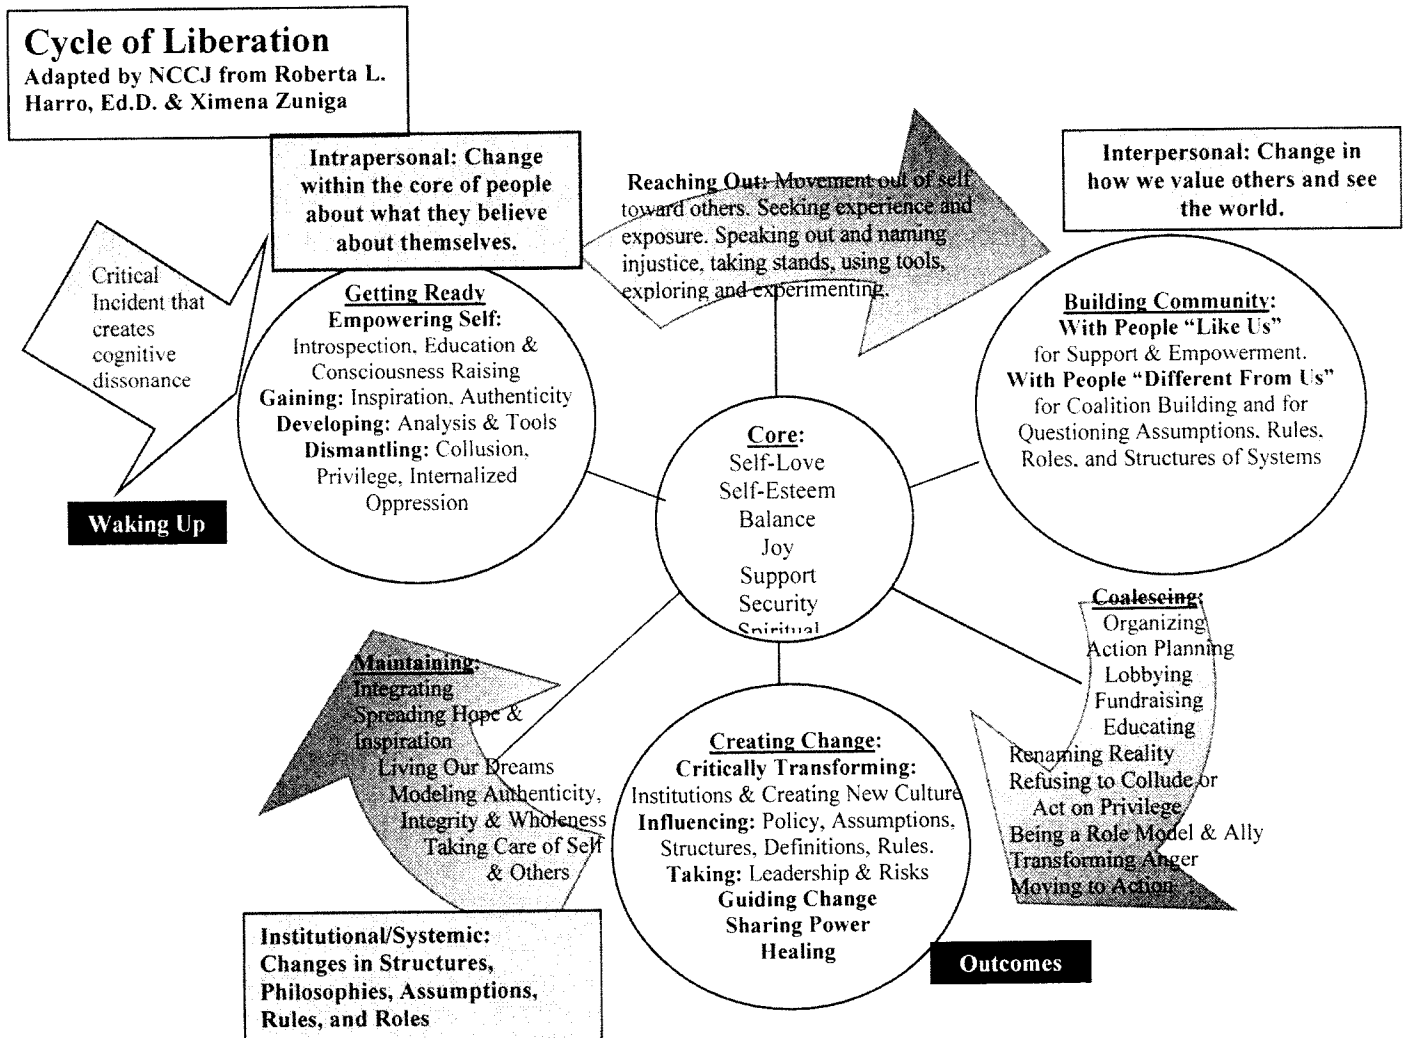 Cycle of Liberation
Adapted by NCCJ from Roberta L.
Harro, Ed.D. & Ximena Zuniga
Intrapersonal: Change
within the core of people
about what they believe
about themselves.
Reaching Out: Movement out of self
toward others. Seeking experience and
exposure. Speaking out and naming
injustice, taking stands, using tools,
exploring and experimenting.
Interpersonal: Change in
how we value others and see
the world.
Critical
Incident that
creates
cognitive
dissonance
Waking Up
Getting Ready
Empowering Self:
Introspection, Education &
Consciousness Raising
Gaining: Inspiration, Authenticity
Developing: Analysis & Tools
Dismantling: Collusion,
Privilege, Internalized
Oppression
Building Community:
With People “Like Us”
for Support & Empowerment.
With People “Different From Us”
for Coalition Building and for
Questioning Assumptions, Rules,
Roles, and Structures of Systems
Core:
Self-Love
Self-Esteem
Balance
Joy
Support
Security
Spiritual
Coalescing:
Organizing
Action Planning
Lobbying
Fundraising
Educating
Renaming Reality
Refusing to Collude or
Act on Privilege
Being a Role Model & Ally
Transforming Anger
Moving to Action
Creating Change:
Critically Transforming:
Institutions & Creating New Culture
Influencing: Policy, Assumptions,
Structures, Definitions, Rules.
Taking: Leadership & Risks
Guiding Change
Sharing Power
Healing
Outcomes
Maintaining:
Integrating
Spreading Hope &
Inspiration
Living Our Dreams
Modeling Authenticity,
Integrity & Wholeness
Taking Care of Self
& Others
Institutional/Systemic:
Changes in Structures,
Philosophies, Assumptions,
Rules, and Roles